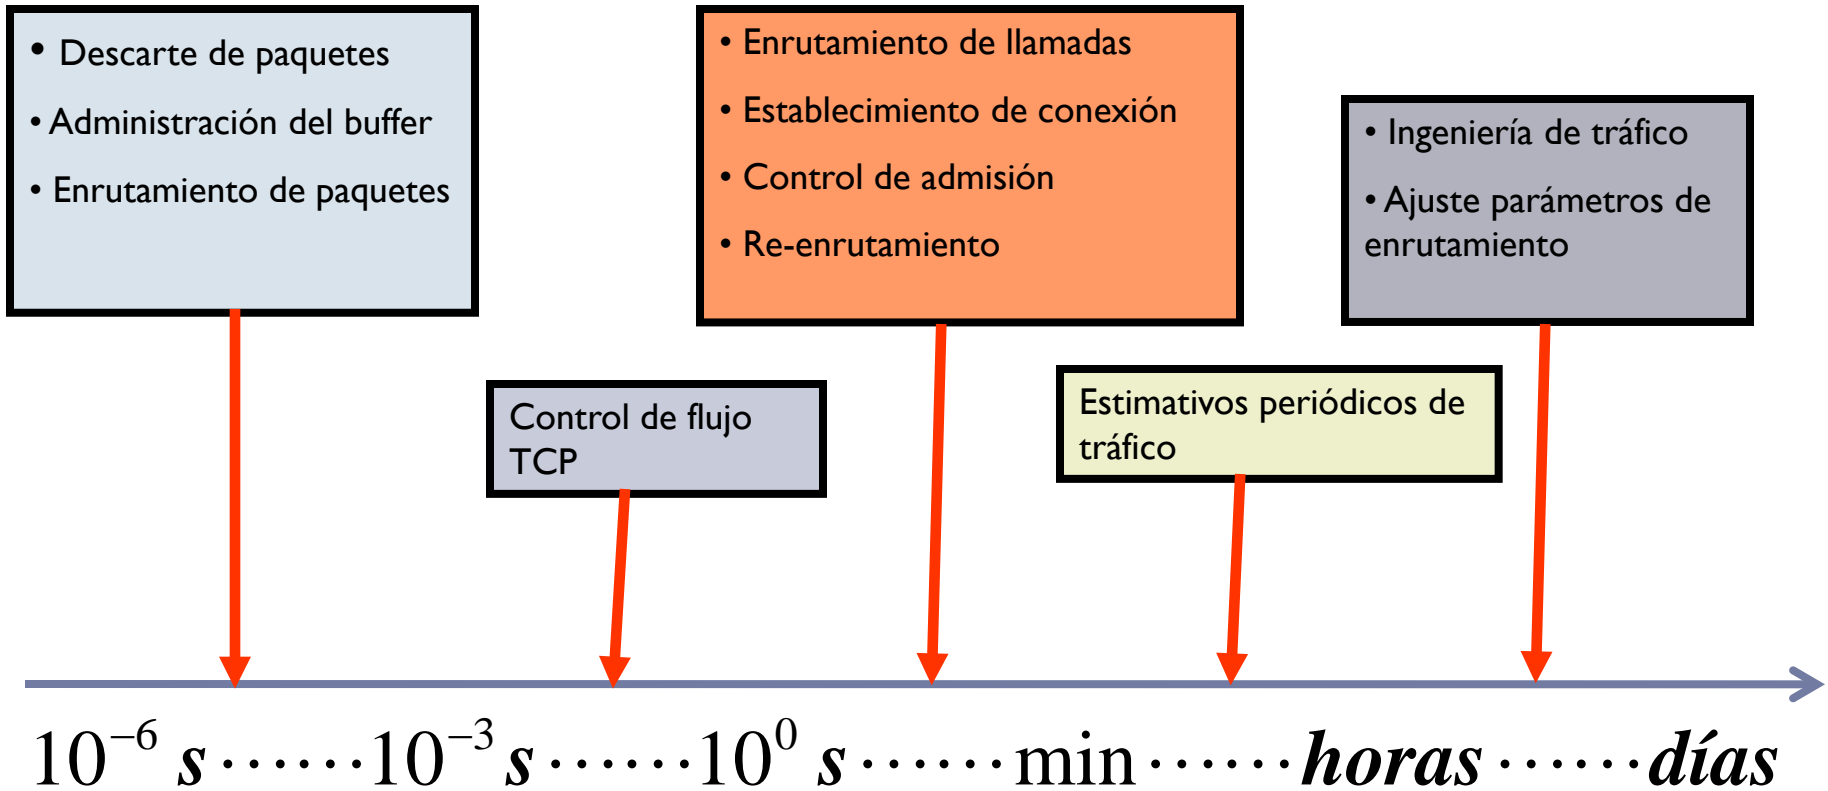 • Descarte de paquetes
• Administración del buffer
• Enrutamiento de paquetes
• Enrutamiento de llamadas
• Establecimiento de conexión
• Control de admisión
• Re-enrutamiento
• Ingeniería de tráfico
• Ajuste parámetros de
enrutamiento
Control de flujo
TCP
Estimativos periódicos de
tráfico
10⁻⁶ s ······ 10⁻³ s ······ 10⁰ s ······ min ······ horas ······ días